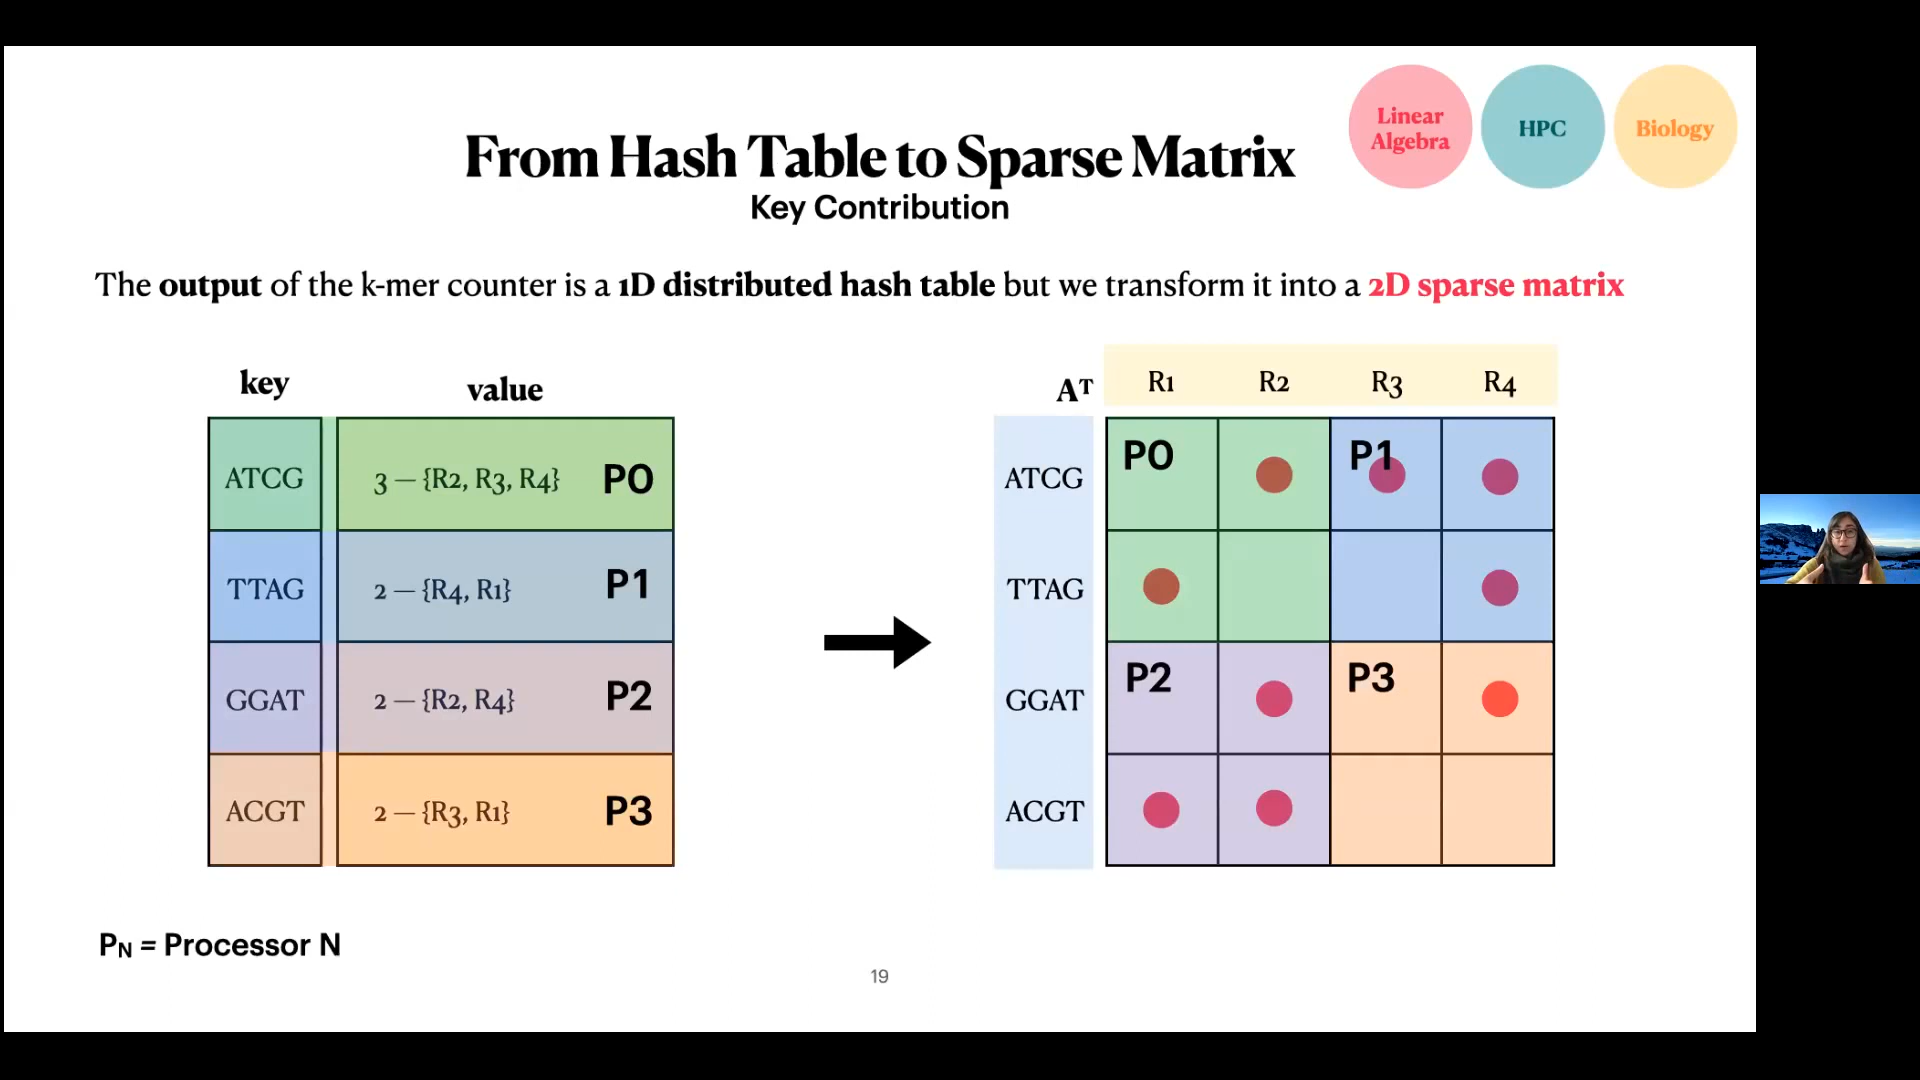 Linear
Algebra
HPC
Biology
From Hash Table to Sparse Matrix
Key Contribution
The output of the k-mer counter is a 1D distributed hash table but we transform it into a 2D sparse matrix
key value
ATCG 3 — {R2, R3, R4} P0
TTAG 2 — {R4, R1} P1
GGAT 2 — {R2, R4} P2
ACGT 2 — {R3, R1} P3
Aᵀ R1 R2 R3 R4
ATCG P0 P1
TTAG
GGAT P2 P3
ACGT
PN = Processor N
19